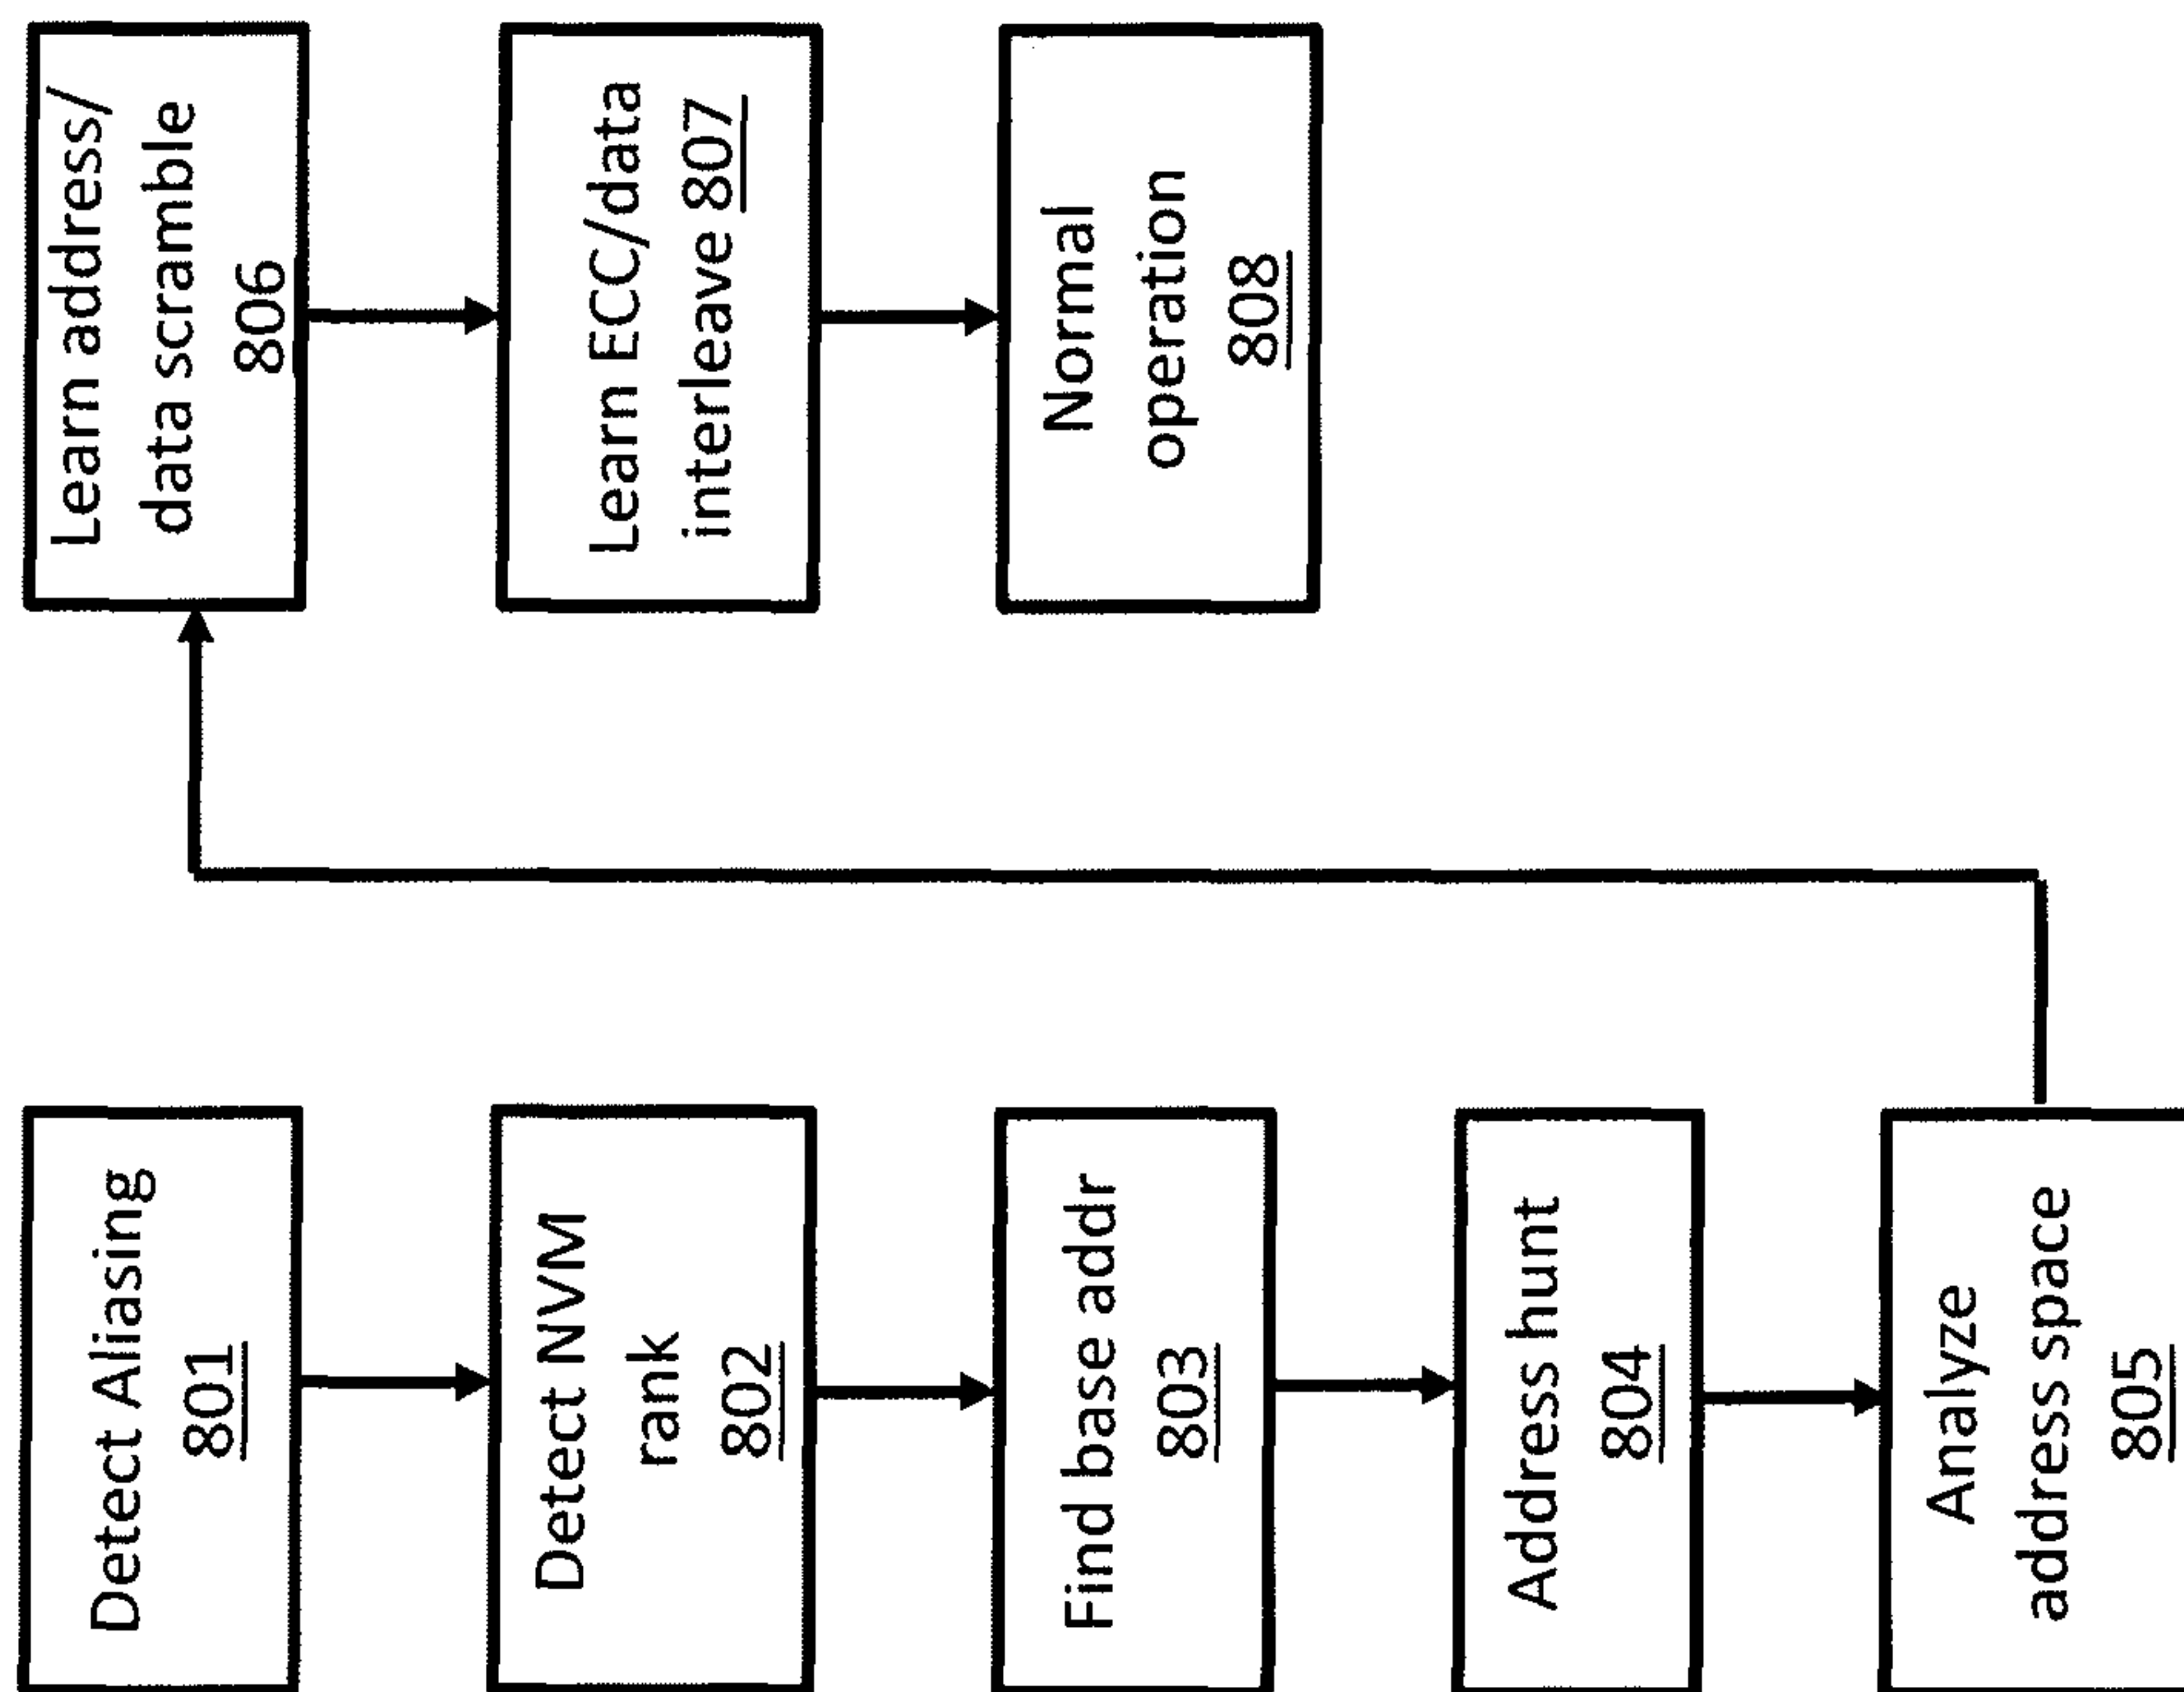 Detect Aliasing
801
Detect NVM
rank
802
Find base addr
803
Address hunt
804
Analyze
address space
805
Learn address/
data scramble
806
Learn ECC/data
interleave 807
Normal
operation
808